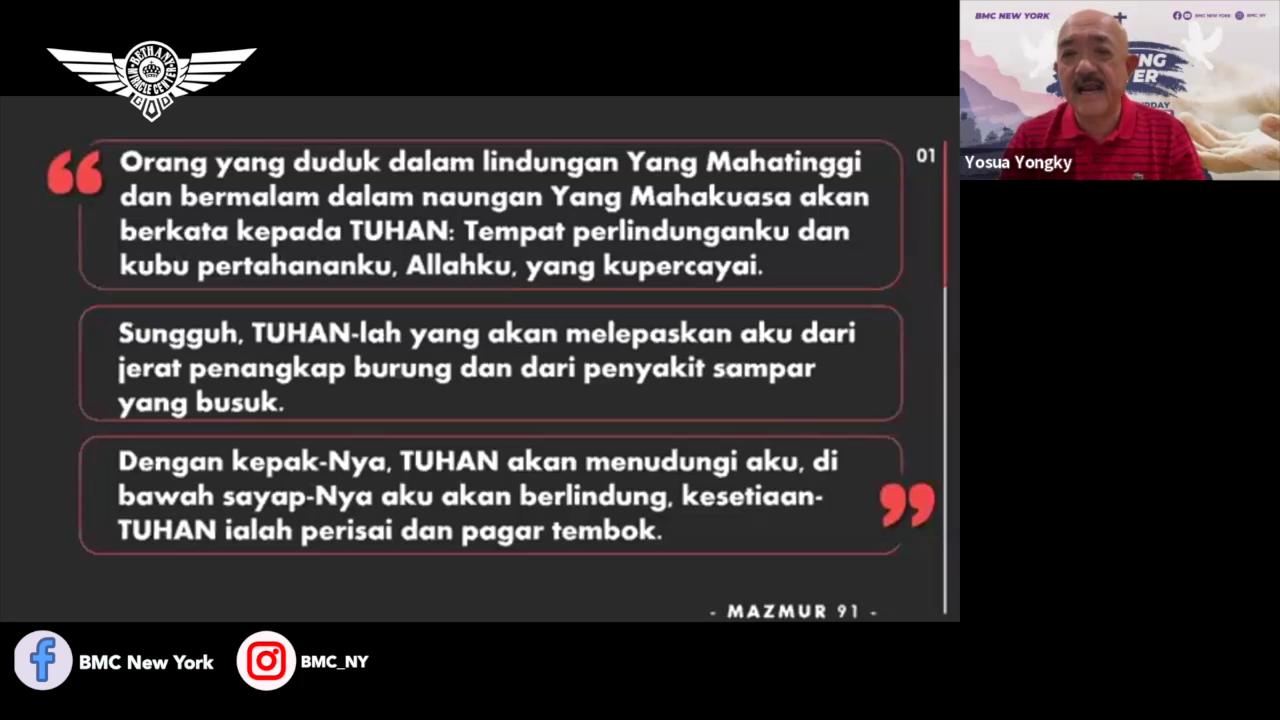 BETHANY
MIRACLE CENTER
Orang yang duduk dalam lindungan Yang Mahatinggi
dan bermalam dalam naungan Yang Mahakuasa akan
berkata kepada TUHAN: Tempat perlindunganku dan
kubu pertahananku, Allahku, yang kupercayai.
01
Sungguh, TUHAN-lah yang akan melepaskan aku dari
jerat penangkap burung dan dari penyakit sampar
yang busuk.
Dengan kepak-Nya, TUHAN akan menudungi aku, di
bawah sayap-Nya aku akan berlindung, kesetiaan-
TUHAN ialah perisai dan pagar tembok.
- MAZMUR 91 -
BMC New York
BMC_NY
BMC NEW YORK
BMC NEW YORK
BMC_NY
Yosua Yongky